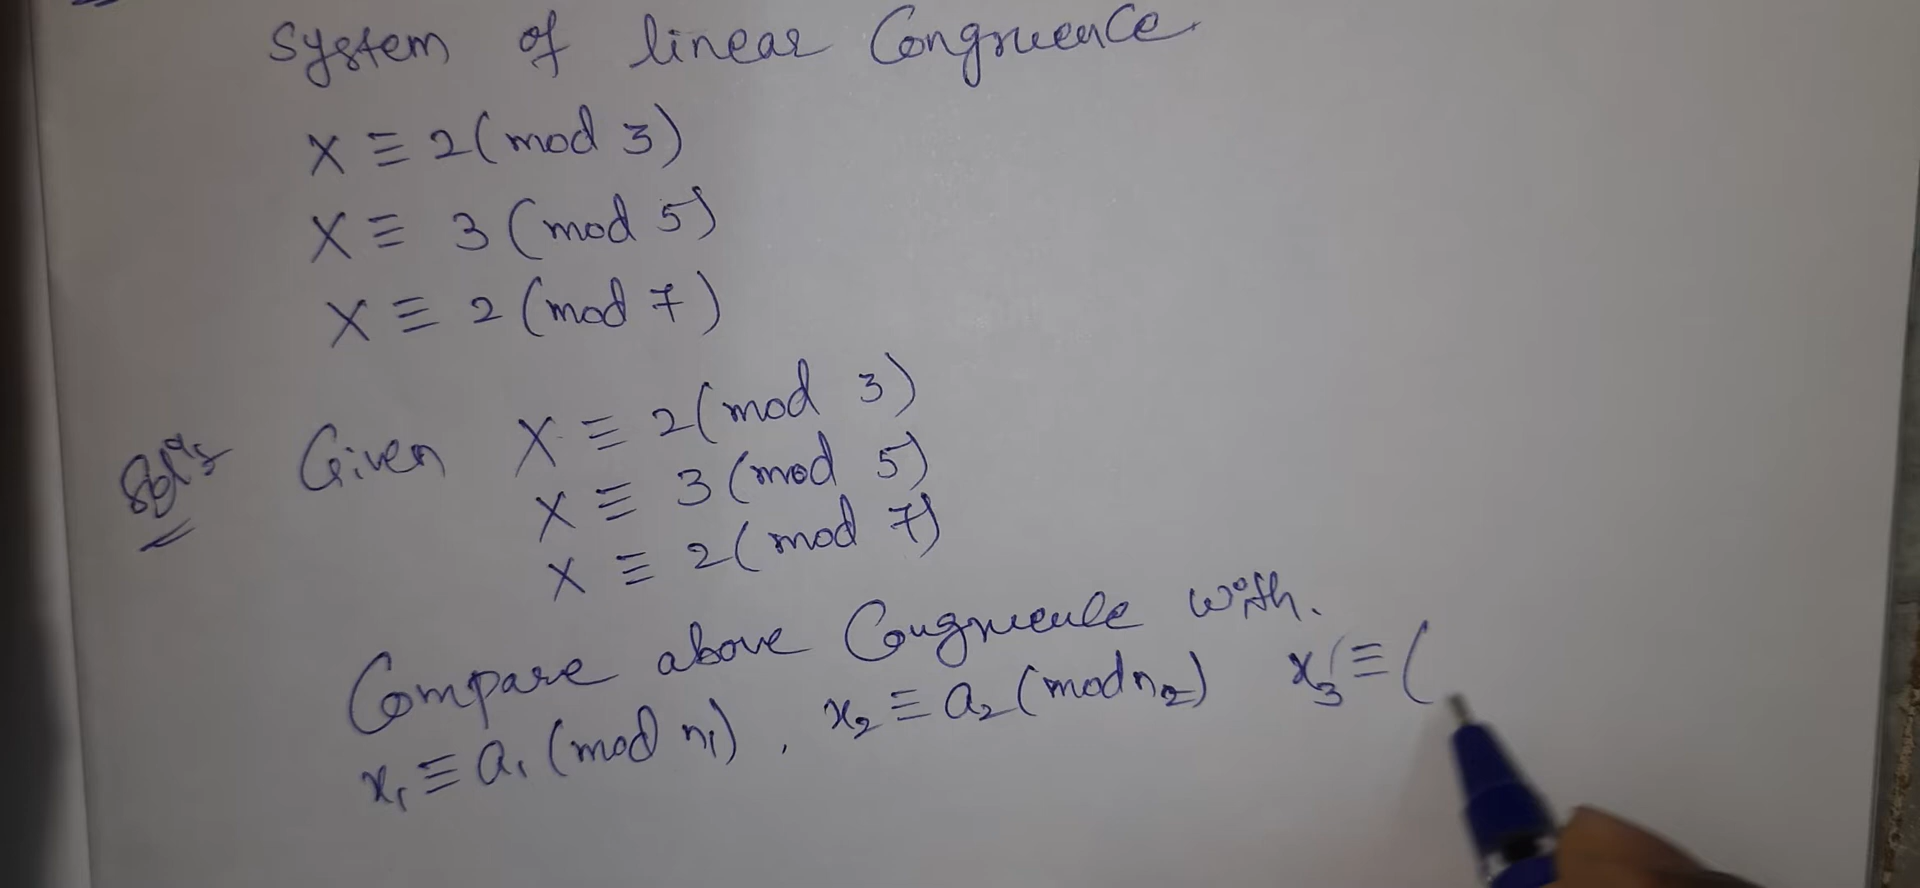 System of linear Congruence
X ≡ 2 (mod 3)
X ≡ 3 (mod 5)
X ≡ 2 (mod 7)
Given X ≡ 2 (mod 3)
X ≡ 3 (mod 5)
X ≡ 2 (mod 7)
Compare above Congruence with.
x₁ ≡ a₁ (mod n₁), x₂ ≡ a₂ (mod n₂) x₃ ≡ (